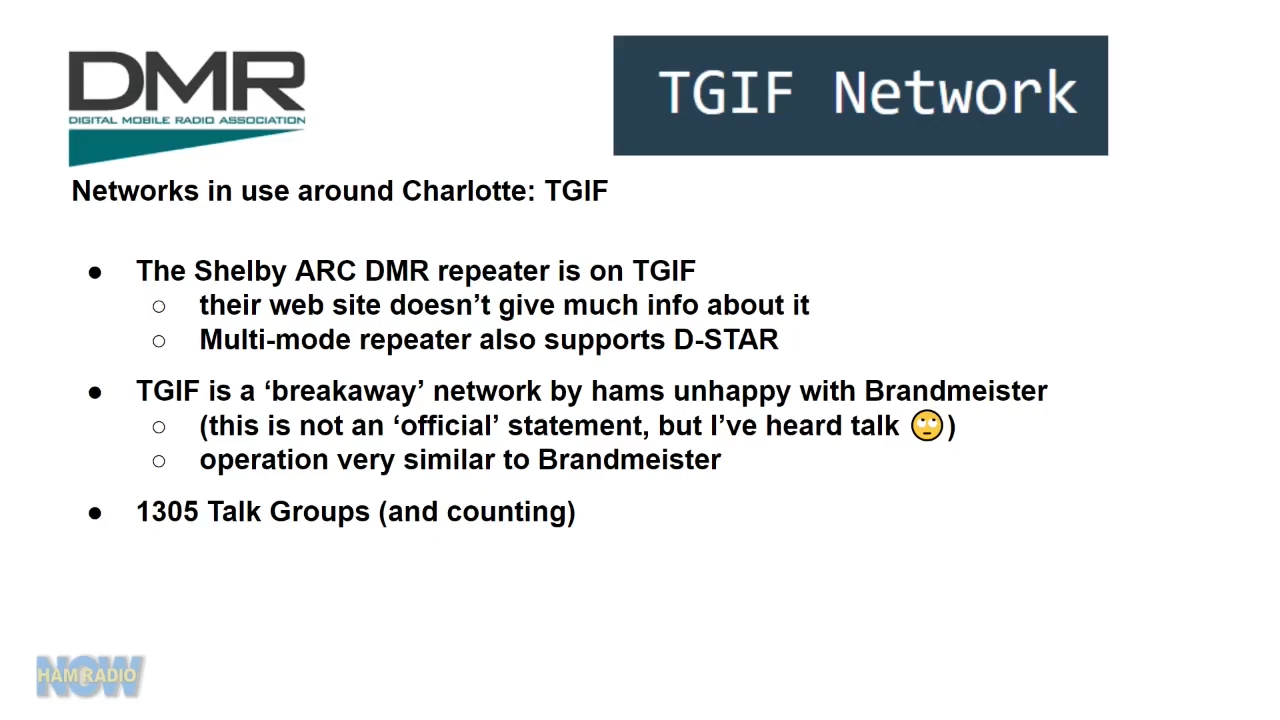 DMR
DIGITAL MOBILE RADIO ASSOCIATION
TGIF Network
Networks in use around Charlotte: TGIF
● The Shelby ARC DMR repeater is on TGIF
○ their web site doesn’t give much info about it
○ Multi-mode repeater also supports D-STAR
● TGIF is a ‘breakaway’ network by hams unhappy with Brandmeister
○ (this is not an ‘official’ statement, but I’ve heard talk 🙄)
○ operation very similar to Brandmeister
● 1305 Talk Groups (and counting)
NOW
HAM RADIO